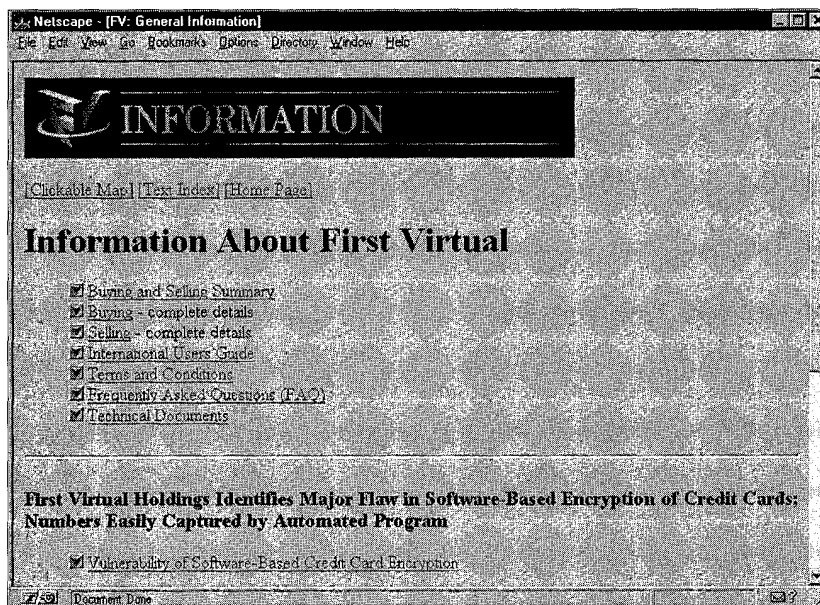 Netscape - [FV: General Information]
File Edit View Go Bookmarks Options Directory Window Help
INFORMATION
[Clickable Map] [Text Index] [Home Page]
Information About First Virtual
Buying and Selling Summary
Buying - complete details
Selling - complete details
International Users Guide
Terms and Conditions
Frequently Asked Questions (FAQ)
Technical Documents
First Virtual Holdings Identifies Major Flaw in Software-Based Encryption of Credit Cards;
Numbers Easily Captured by Automated Program
Vulnerability of Software-Based Credit Card Encryption
Document Done